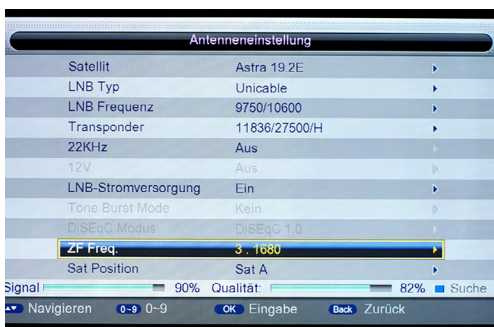 Antenneneinstellung
Satellit Astra 19.2E
LNB Typ Unicable
LNB Frequenz 9750/10600
Transponder 11836/27500/H
22KHz Aus
12V Aus
LNB-Stromversorgung Ein
Tone Burst Mode Kein
DiSEqC Modus DiSEqC 1.0
ZF Freq. 3 . 1680
Sat Position Sat A
Signal 90% Qualität: 82% Suche
Navigieren 0~9 0~9 OK Eingabe Back Zurück